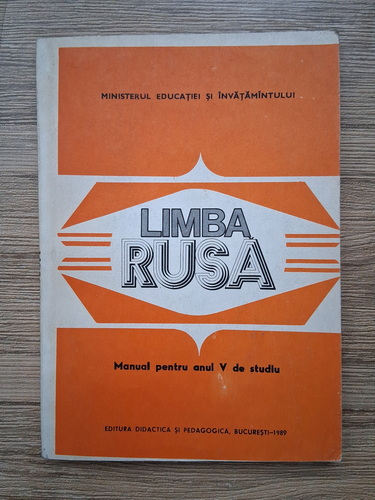 MINISTERUL EDUCAȚIEI ȘI ÎNVĂȚĂMÎNTULUI
LIMBA
RUSA
Manual pentru anul V de studiu
EDITURA DIDACTICA ȘI PEDAGOGICA, BUCUREȘTI–1989